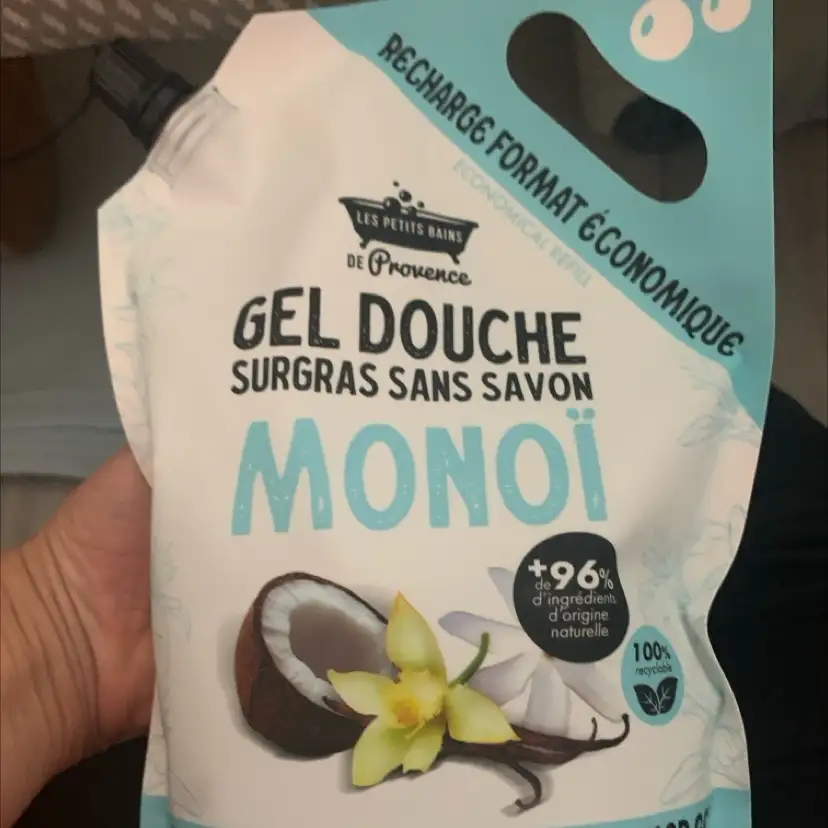 RECHARGE FORMAT ÉCONOMIQUE
ECONOMICAL REFILL
LES PETITS BAINS
DE Provence
GEL DOUCHE
SURGRAS SANS SAVON
MONOÏ
+96%
de
d'ingrédients
d'origine
naturelle
100%
recyclable